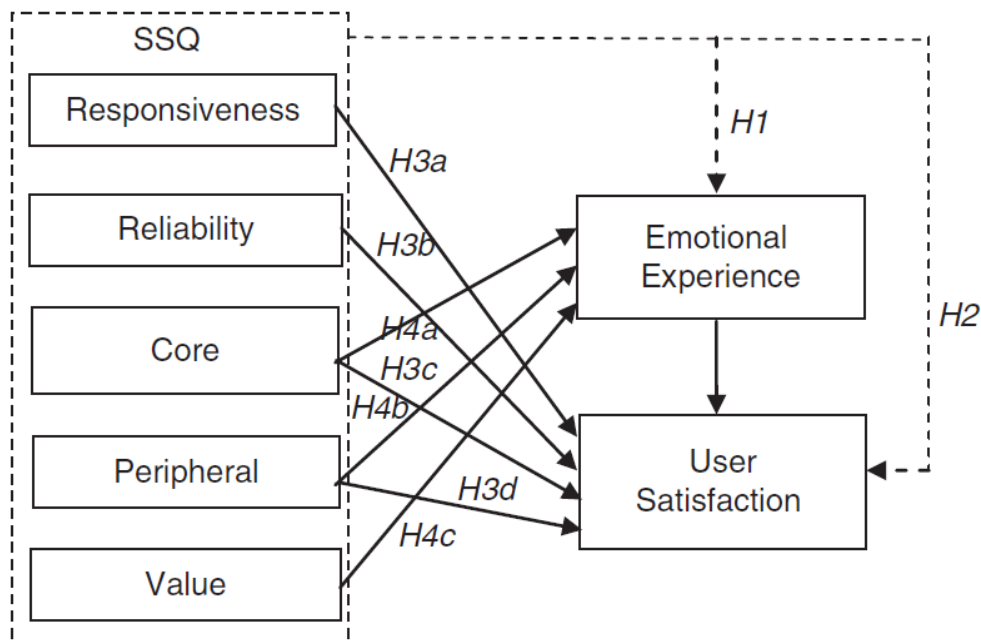 SSQ
Responsiveness
Reliability
Core
Peripheral
Value
H3a
H3b
H4a
H3c
H4b
H3d
H4c
H1
H2
Emotional
Experience
User
Satisfaction